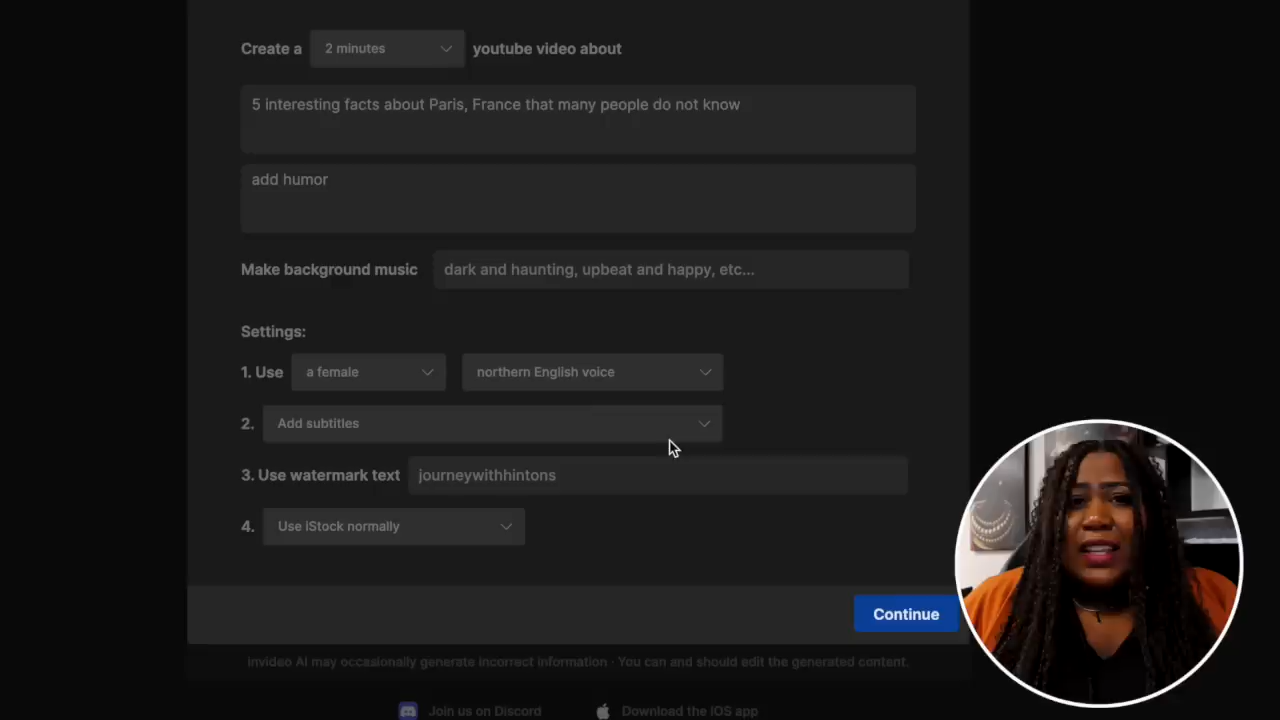 Create a 2 minutes youtube video about
5 interesting facts about Paris, France that many people do not know
add humor
Make background music dark and haunting, upbeat and happy, etc...
Settings:
1. Use a female northern English voice
2. Add subtitles
3. Use watermark text journeywithhintons
4. Use iStock normally
Continue
Invideo AI may occasionally generate incorrect information · You can and should edit the generated content.
Join us on Discord Download the iOS app